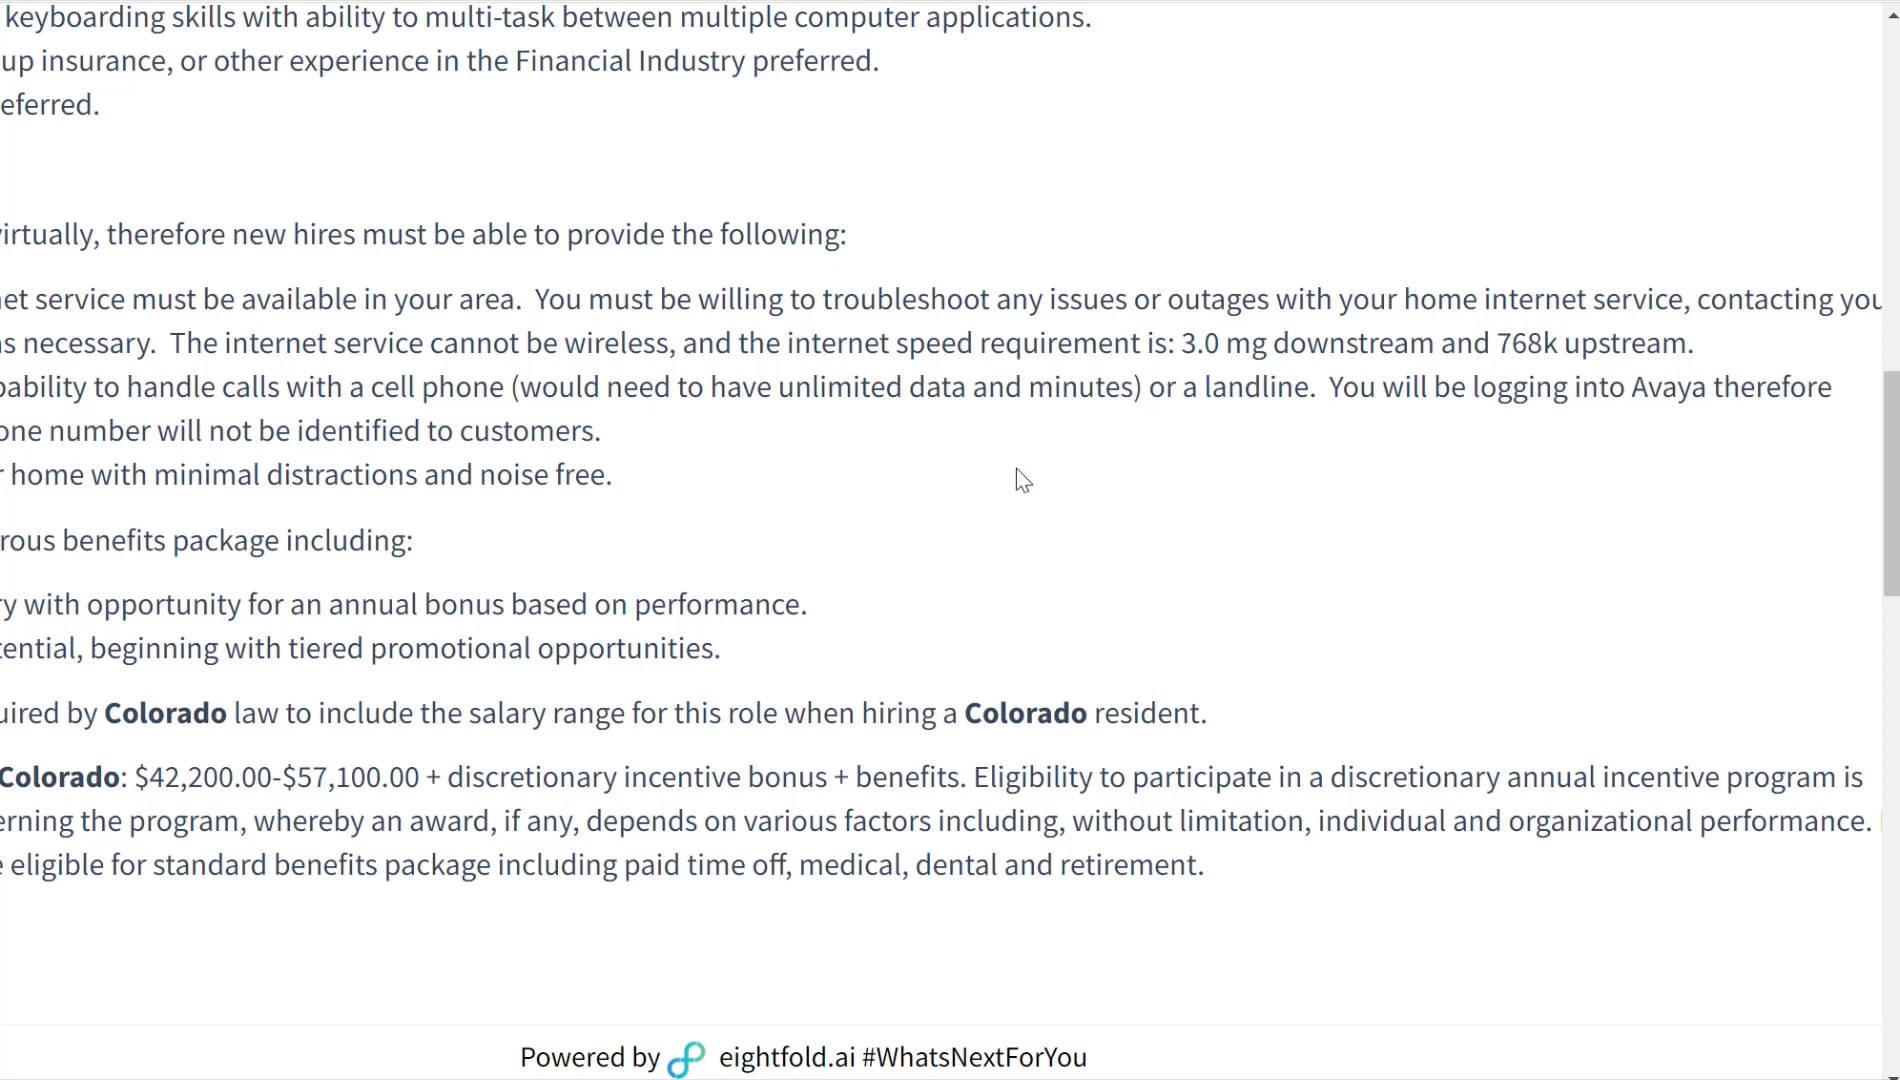 keyboarding skills with ability to multi-task between multiple computer applications.
up insurance, or other experience in the Financial Industry preferred.
eferred.
virtually, therefore new hires must be able to provide the following:
net service must be available in your area.  You must be willing to troubleshoot any issues or outages with your home internet service, contacting you
as necessary.  The internet service cannot be wireless, and the internet speed requirement is: 3.0 mg downstream and 768k upstream.
pability to handle calls with a cell phone (would need to have unlimited data and minutes) or a landline.  You will be logging into Avaya therefore
one number will not be identified to customers.
r home with minimal distractions and noise free.
rous benefits package including:
ry with opportunity for an annual bonus based on performance.
tential, beginning with tiered promotional opportunities.
uired by Colorado law to include the salary range for this role when hiring a Colorado resident.
Colorado: $42,200.00-$57,100.00 + discretionary incentive bonus + benefits. Eligibility to participate in a discretionary annual incentive program is
erning the program, whereby an award, if any, depends on various factors including, without limitation, individual and organizational performance.
e eligible for standard benefits package including paid time off, medical, dental and retirement.
Powered by eightfold.ai #WhatsNextForYou